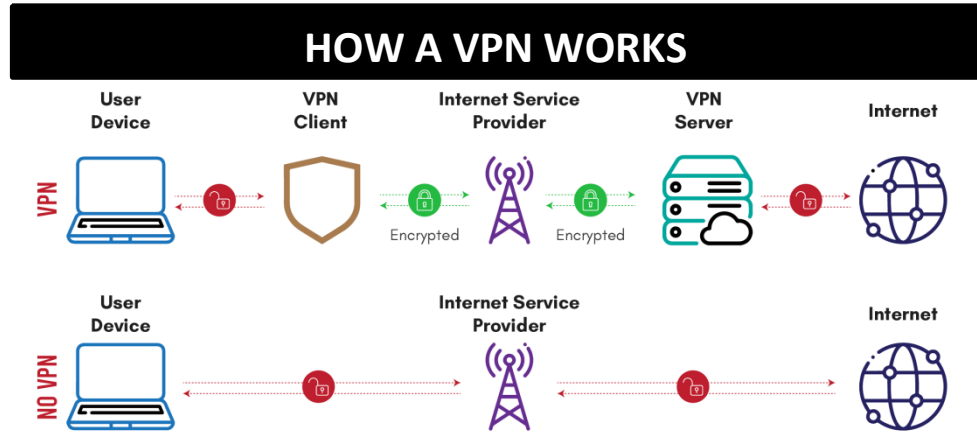 HOW A VPN WORKS
User
Device
VPN
Client
Internet Service
Provider
VPN
Server
Internet
VPN
Encrypted
Encrypted
User
Device
Internet Service
Provider
Internet
NO VPN